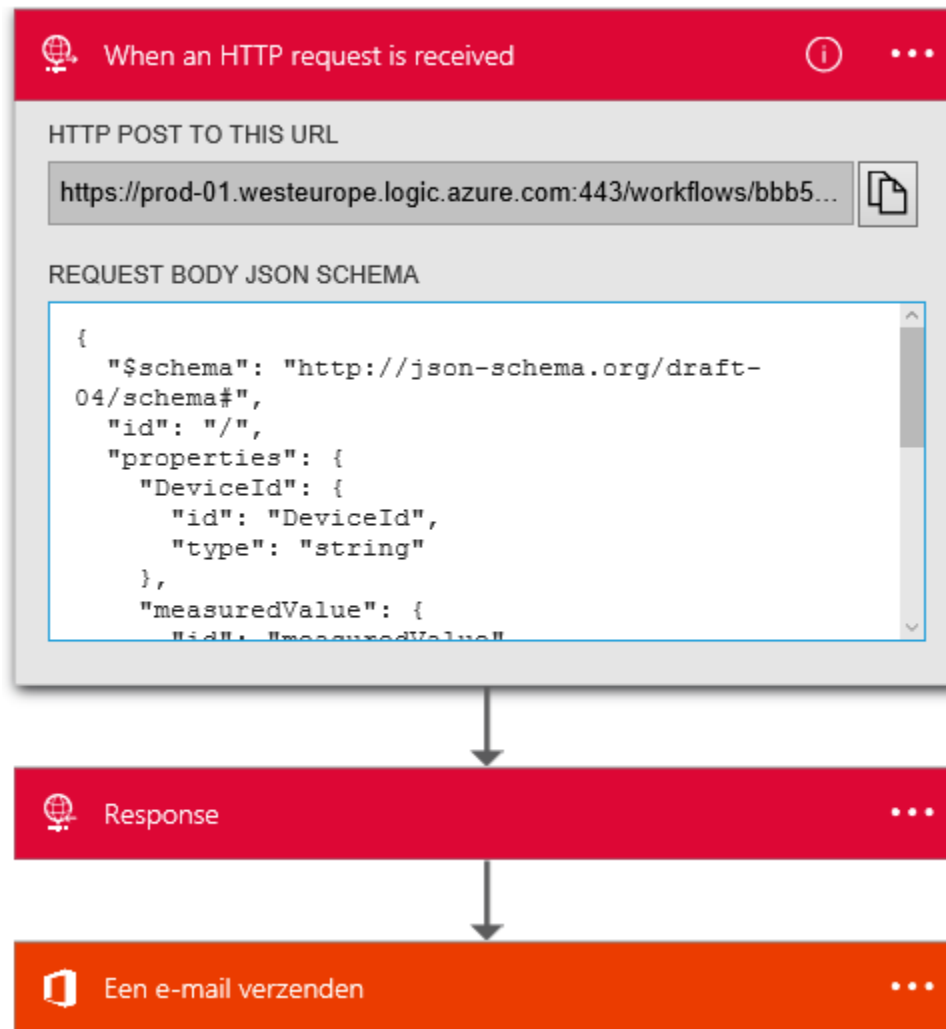 When an HTTP request is received
HTTP POST TO THIS URL
https://prod-01.westeurope.logic.azure.com:443/workflows/bbb5...
REQUEST BODY JSON SCHEMA
{
"$schema": "http://json-schema.org/draft-
04/schema#",
"id": "/",
"properties": {
"DeviceId": {
"id": "DeviceId",
"type": "string"
},
"measuredValue": {
"id": "measuredValue"
Response
Een e-mail verzenden